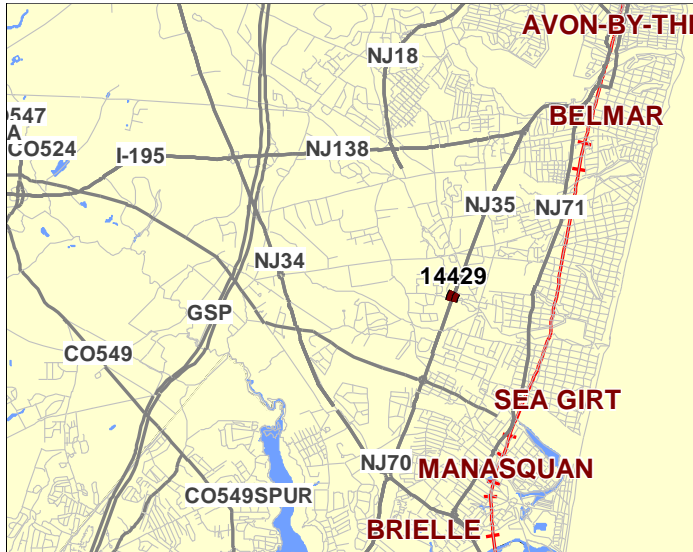 AVON-BY-THE
NJ18
BELMAR
547
A
CO524
I-195
NJ138
NJ35
NJ71
NJ34
14429
GSP
CO549
SEA GIRT
NJ70
MANASQUAN
CO549SPUR
BRIELLE